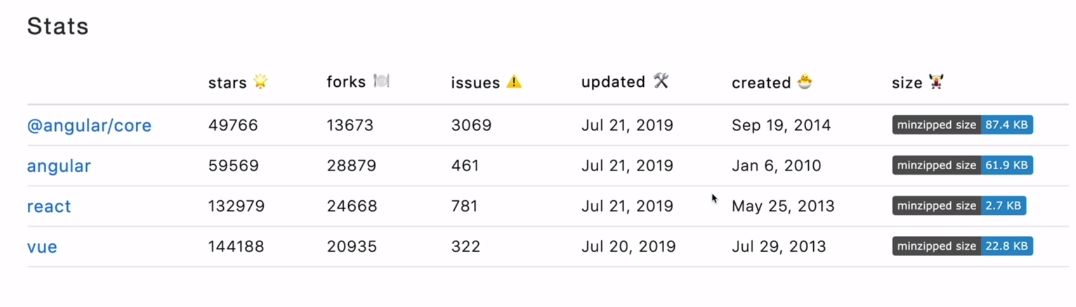 Stats
stars 🌟 forks 🍽️ issues ⚠️ updated 🛠️ created 🐣 size 🏋️
@angular/core 49766 13673 3069 Jul 21, 2019 Sep 19, 2014 minzipped size 87.4 KB
angular 59569 28879 461 Jul 21, 2019 Jan 6, 2010 minzipped size 61.9 KB
react 132979 24668 781 Jul 21, 2019 May 25, 2013 minzipped size 2.7 KB
vue 144188 20935 322 Jul 20, 2019 Jul 29, 2013 minzipped size 22.8 KB